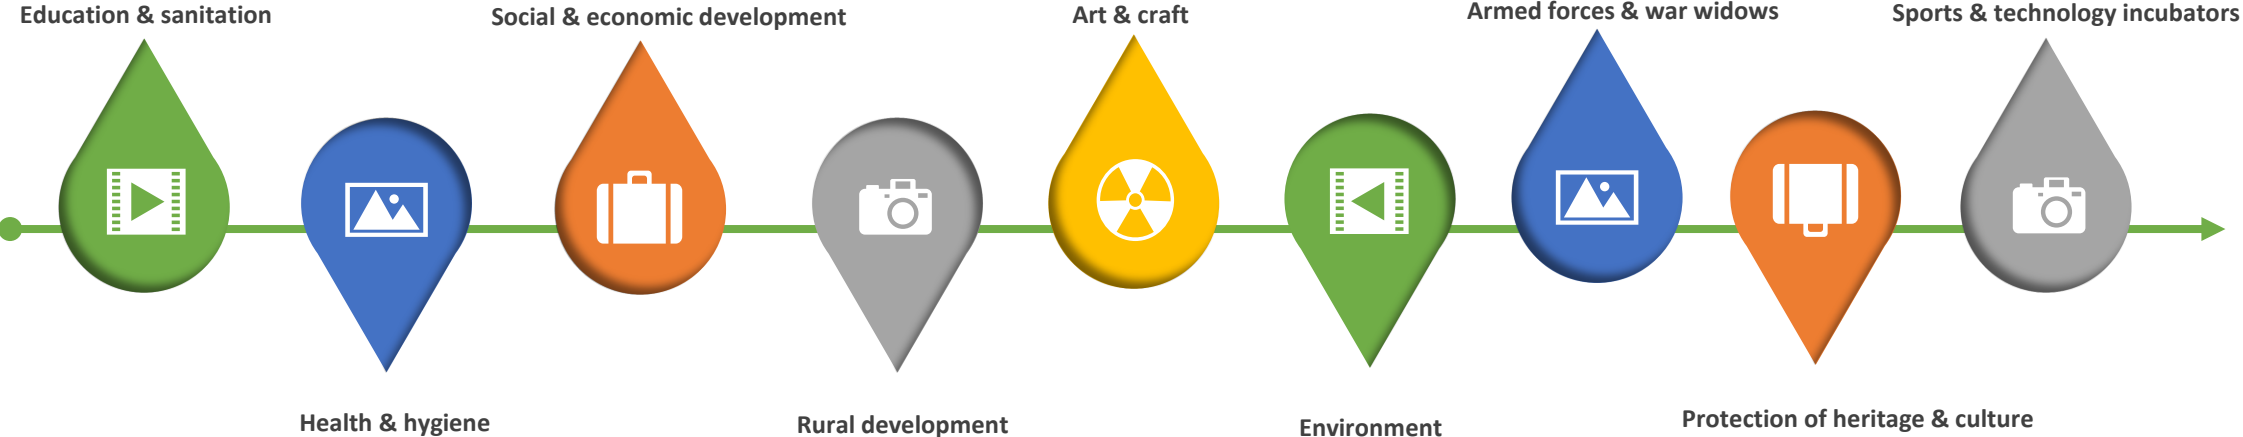 Education & sanitation
Social & economic development
Art & craft
Armed forces & war widows
Sports & technology incubators
Health & hygiene
Rural development
Environment
Protection of heritage & culture